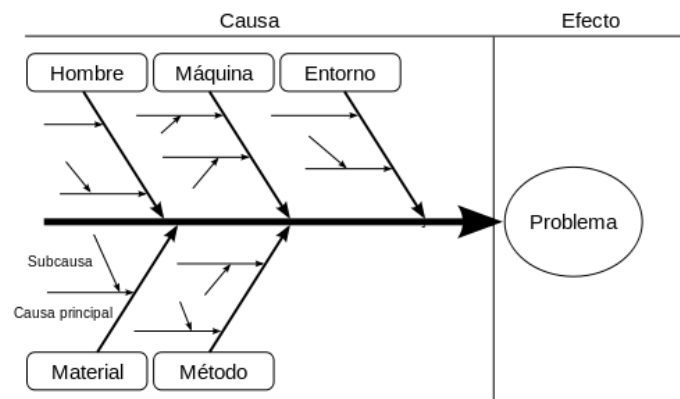 Causa
Efecto
Hombre
Máquina
Entorno
Problema
Subcausa
Causa principal
Material
Método